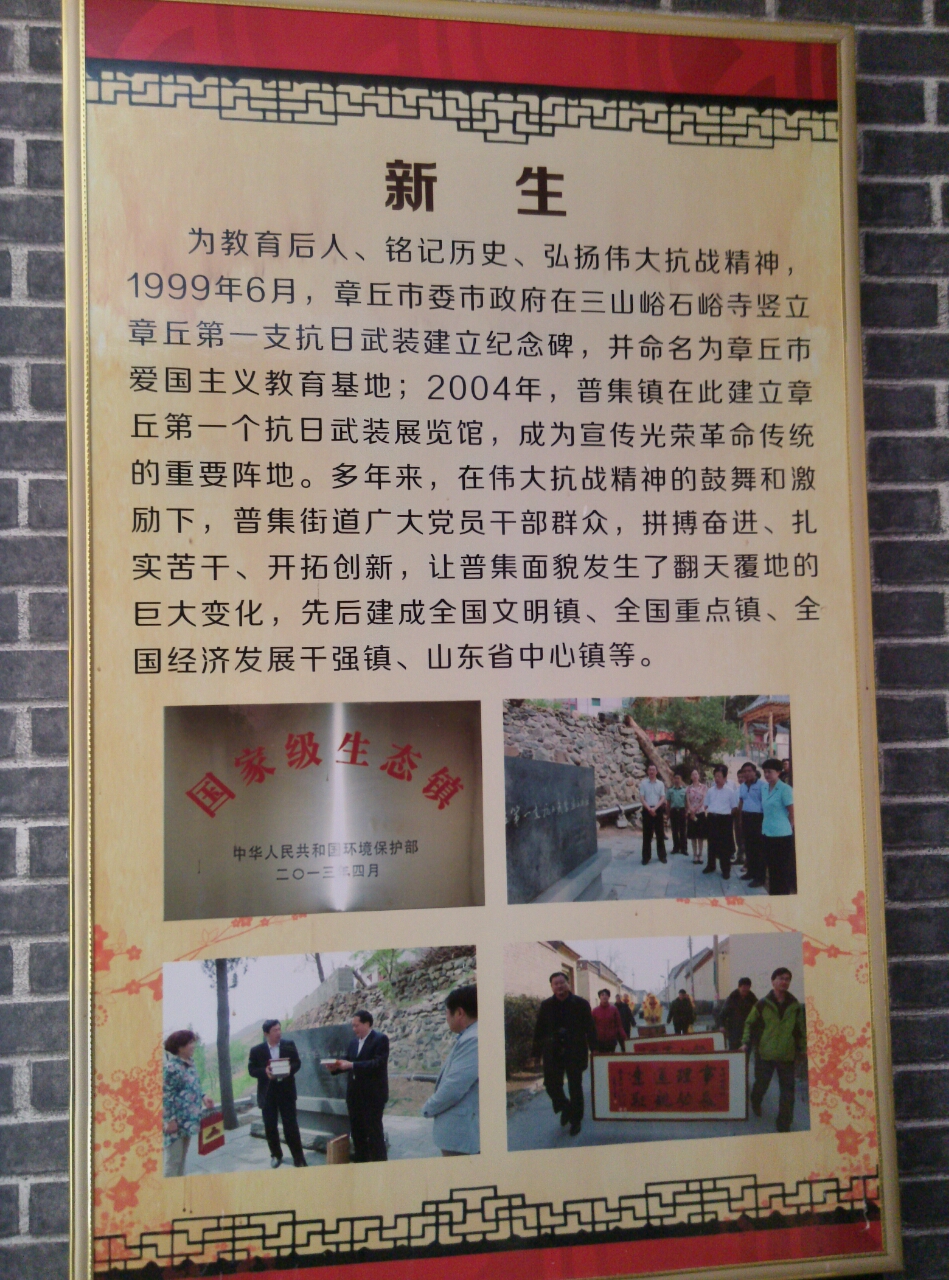 新 生
为教育后人、铭记历史、弘扬伟大抗战精神，
1999年6月，章丘市委市政府在三山峪石峪寺竖立
章丘第一支抗日武装建立纪念碑，并命名为章丘市
爱国主义教育基地；2004年，普集镇在此建立章
丘第一个抗日武装展览馆，成为宣传光荣革命传统
的重要阵地。多年来，在伟大抗战精神的鼓舞和激
励下，普集街道广大党员干部群众，拼搏奋进、扎
实苦干、开拓创新，让普集面貌发生了翻天覆地的
巨大变化，先后建成全国文明镇、全国重点镇、全
国经济发展千强镇、山东省中心镇等。
国家级生态镇
中华人民共和国环境保护部
二〇一三年四月